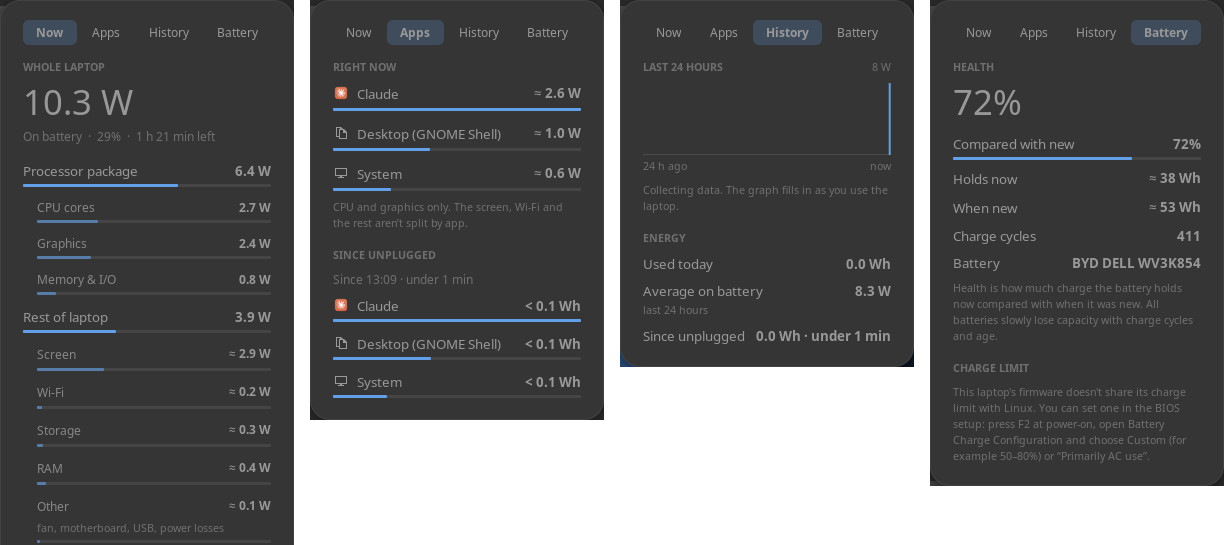 Now Apps History Battery
WHOLE LAPTOP
10.3 W
On battery · 29% · 1 h 21 min left
Processor package 6.4 W
CPU cores 2.7 W
Graphics 2.4 W
Memory & I/O 0.8 W
Rest of laptop 3.9 W
Screen ≈ 2.9 W
Wi-Fi ≈ 0.2 W
Storage ≈ 0.3 W
RAM ≈ 0.4 W
Other ≈ 0.1 W
fan, motherboard, USB, power losses
Now Apps History Battery
RIGHT NOW
Claude ≈ 2.6 W
Desktop (GNOME Shell) ≈ 1.0 W
System ≈ 0.6 W
CPU and graphics only. The screen, Wi-Fi and
the rest aren't split by app.
SINCE UNPLUGGED
Since 13:09 · under 1 min
Claude < 0.1 Wh
Desktop (GNOME Shell) < 0.1 Wh
System < 0.1 Wh
Now Apps History Battery
LAST 24 HOURS 8 W
24 h ago now
Collecting data. The graph fills in as you use the
laptop.
ENERGY
Used today 0.0 Wh
Average on battery 8.3 W
last 24 hours
Since unplugged 0.0 Wh · under 1 min
Now Apps History Battery
HEALTH
72%
Compared with new 72%
Holds now ≈ 38 Wh
When new ≈ 53 Wh
Charge cycles 411
Battery BYD DELL WV3K854
Health is how much charge the battery holds
now compared with when it was new. All
batteries slowly lose capacity with charge cycles
and age.
CHARGE LIMIT
This laptop's firmware doesn't share its charge
limit with Linux. You can set one in the BIOS
setup: press F2 at power-on, open Battery
Charge Configuration and choose Custom (for
example 50–80%) or “Primarily AC use”.